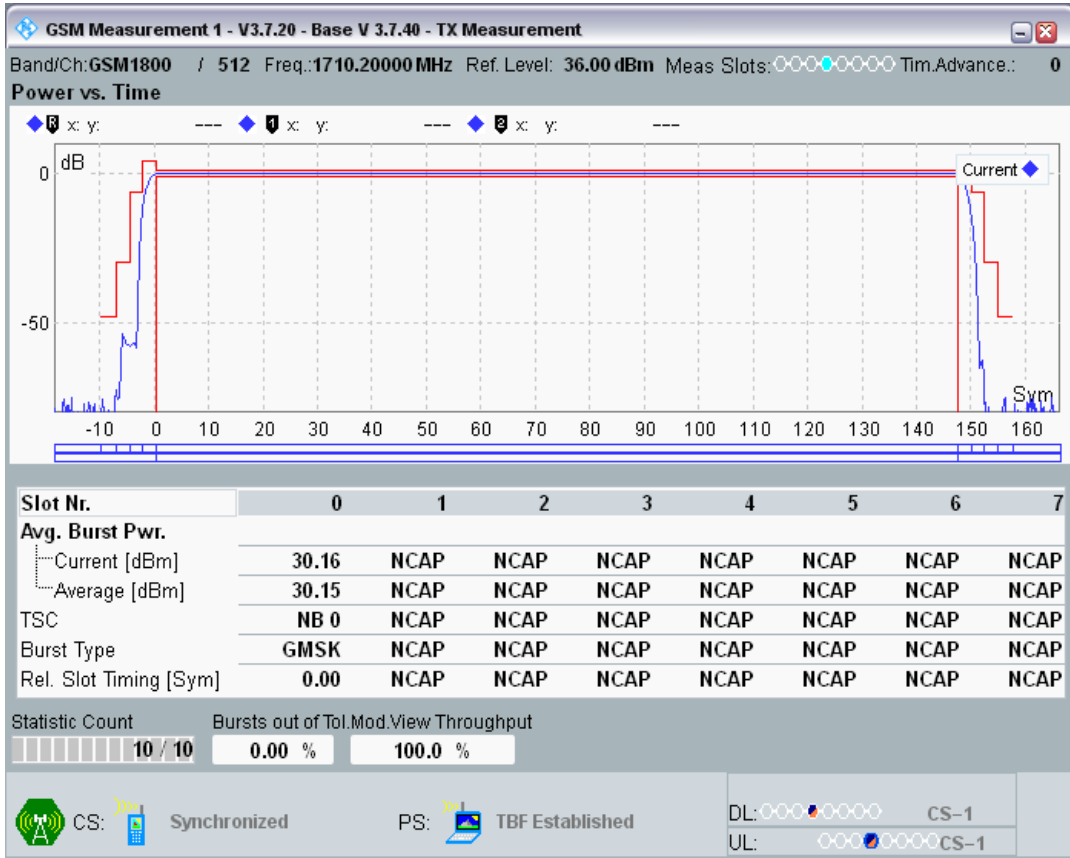 GSM Measurement 1 - V3.7.20 - Base V 3.7.40 - TX Measurement
Band/Ch:GSM1800 / 512 Freq.:1710.20000 MHz Ref. Level: 36.00 dBm Meas Slots: Tim.Advance.: 0
Power vs. Time
R x: y: --- 1 x: y: --- 2 x: y: ---
dB
Current
0
-50
Sym
-10 0 10 20 30 40 50 60 70 80 90 100 110 120 130 140 150 160
Slot Nr. 0 1 2 3 4 5 6 7
Avg. Burst Pwr.
Current [dBm] 30.16 NCAP NCAP NCAP NCAP NCAP NCAP NCAP
Average [dBm] 30.15 NCAP NCAP NCAP NCAP NCAP NCAP NCAP
TSC NB 0 NCAP NCAP NCAP NCAP NCAP NCAP NCAP
Burst Type GMSK NCAP NCAP NCAP NCAP NCAP NCAP NCAP
Rel. Slot Timing [Sym] 0.00 NCAP NCAP NCAP NCAP NCAP NCAP NCAP
Statistic Count Bursts out of Tol.Mod.View Throughput
10 / 10 0.00 % 100.0 %
CS: Synchronized PS: TBF Established DL: CS-1
UL: CS-1